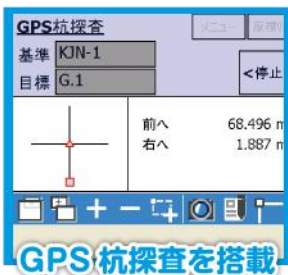 GPS杭探査
メニュー
基準 KJN-1
目標 G.1
<停止
前へ 68.496 m
右へ 1.887 m
GPS杭探査を搭載